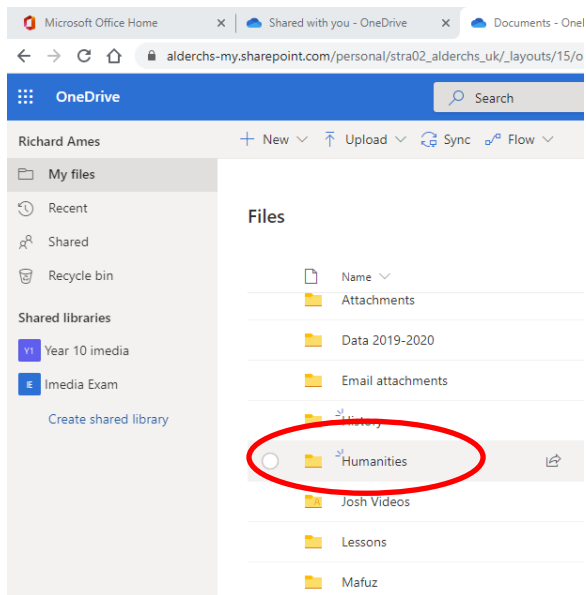 Microsoft Office Home
Shared with you - OneDrive
Documents - One
alderchs-my.sharepoint.com/personal/stra02_alderchs_uk/_layouts/15/o
OneDrive
Search
Richard Ames
New
Upload
Sync
Flow
My files
Recent
Shared
Recycle bin
Shared libraries
Y1 Year 10 imedia
IE Imedia Exam
Create shared library
Files
Name
Attachments
Data 2019-2020
Email attachments
History
Humanities
Josh Videos
Lessons
Mafuz